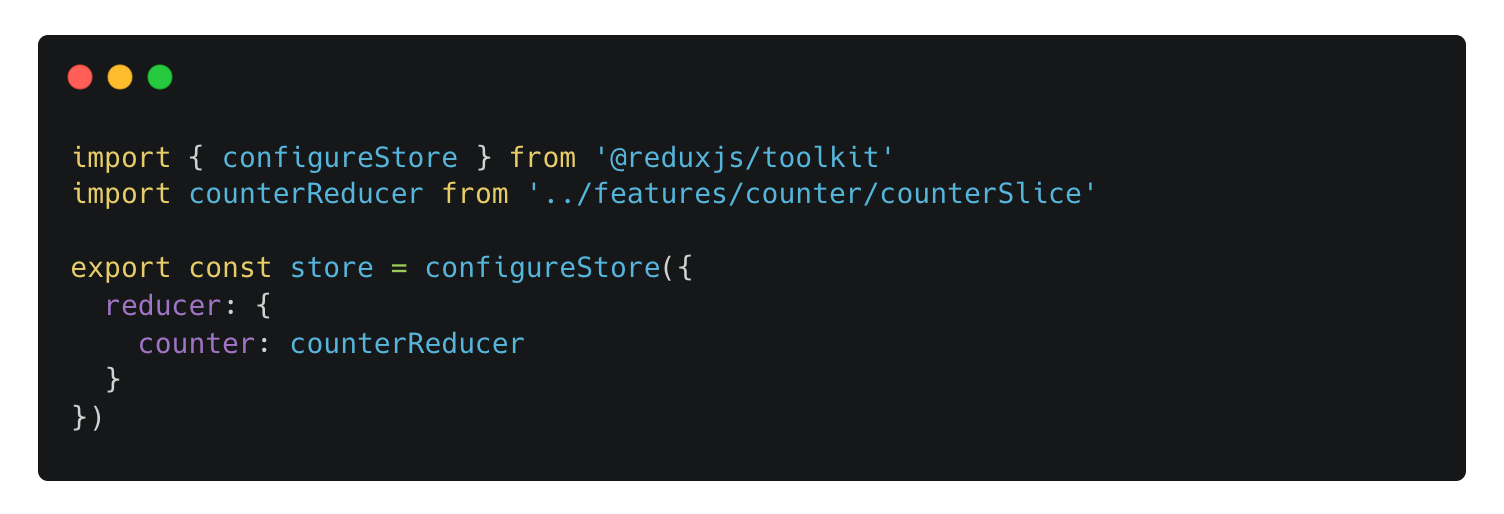 import { configureStore } from '@reduxjs/toolkit'
import counterReducer from '../features/counter/counterSlice'

export const store = configureStore({
  reducer: {
    counter: counterReducer
  }
})